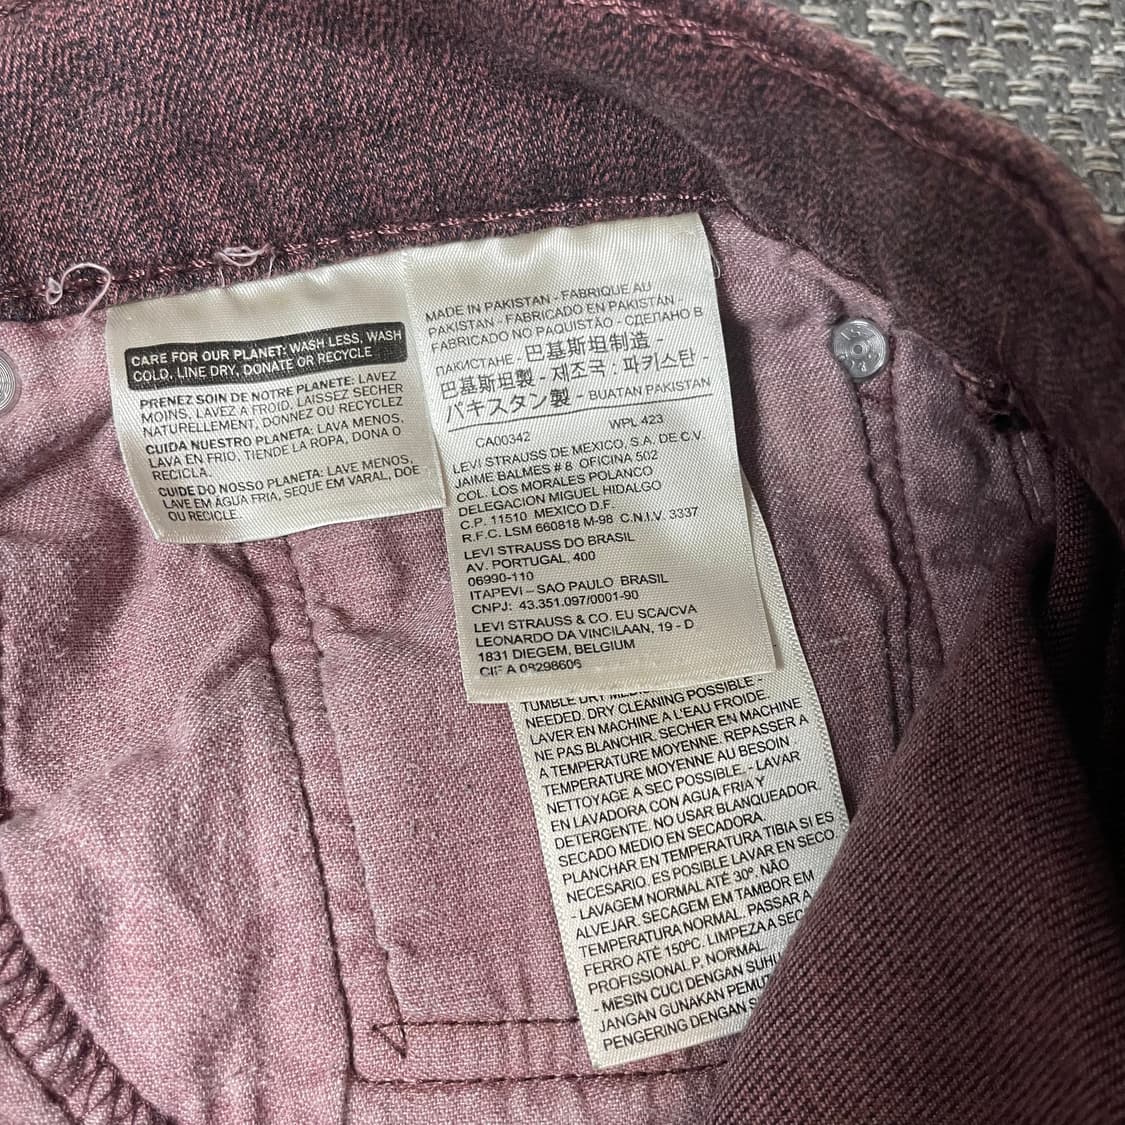 CARE FOR OUR PLANET: WASH LESS, WASH
COLD, LINE DRY, DONATE OR RECYCLE
PRENEZ SOIN DE NOTRE PLANETE: LAVEZ
MOINS, LAVEZ A FROID, LAISSEZ SECHER
NATURELLEMENT, DONNEZ OU RECYCLEZ
CUIDA NUESTRO PLANETA: LAVA MENOS,
LAVA EN FRIO, TIENDE LA ROPA, DONA O
RECICLA.
CUIDE DO NOSSO PLANETA: LAVE MENOS,
LAVE EM ÁGUA FRIA, SEQUE EM VARAL, DOE
OU RECICLE.
MADE IN PAKISTAN - FABRIQUE AU
PAKISTAN - FABRICADO EN PAKISTÁN -
FABRICADO NO PAQUISTÃO - СДЕЛАНО В
ПАКИСТАНЕ - 巴基斯坦制造 -
巴基斯坦製 - 제조국 : 파키스탄 -
パキスタン製 - BUATAN PAKISTAN
CA00342 WPL 423
LEVI STRAUSS DE MEXICO, S.A. DE C.V.
JAIME BALMES # 8 OFICINA 502
COL. LOS MORALES POLANCO
DELEGACION MIGUEL HIDALGO
C.P. 11510 MEXICO D.F.
R.F.C. LSM 660818 M-98 C.N.I.V. 3337
LEVI STRAUSS DO BRASIL
AV. PORTUGAL, 400
06990-110
ITAPEVI – SAO PAULO BRASIL
CNPJ: 43.351.097/0001-90
LEVI STRAUSS & CO. EU SCA/CVA
LEONARDO DA VINCILAAN, 19 - D
1831 DIEGEM, BELGIUM
CIF A 08298606
TUMBLE DRY
NEEDED. DRY CLEANING POSSIBLE -
LAVER EN MACHINE A L'EAU FROIDE.
NE PAS BLANCHIR. SECHER EN MACHINE
A TEMPERATURE MOYENNE. REPASSER A
TEMPERATURE MOYENNE AU BESOIN
NETTOYAGE A SEC POSSIBLE. - LAVAR
EN LAVADORA CON AGUA FRIA Y
DETERGENTE. NO USAR BLANQUEADOR.
SECADO MEDIO EN SECADORA.
PLANCHAR EN TEMPERATURA TIBIA SI ES
NECESARIO. ES POSIBLE LAVAR EN SECO.
- LAVAGEM NORMAL ATÉ 30º. NÃO
ALVEJAR. SECAGEM EM TAMBOR EM
TEMPERATURA NORMAL. PASSAR A
FERRO ATÉ 150ºC. LIMPEZA A SEC
PROFISSIONAL P, NORMAL
- MESIN CUCI DENGAN SUHU
JANGAN GUNAKAN PEMU
PENGERING DENGAN S